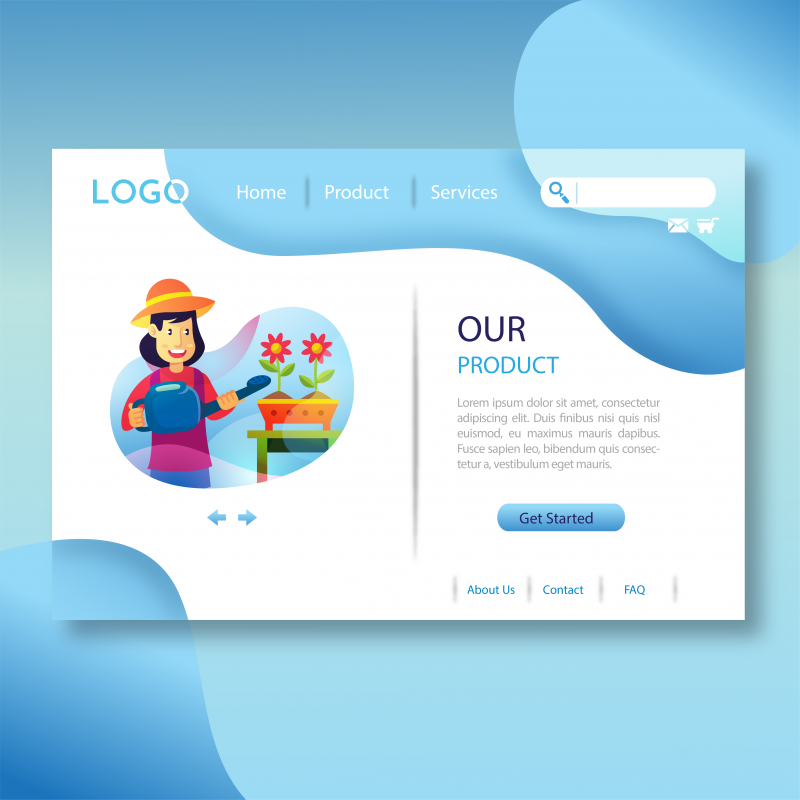 LOGO
Home
Product
Services
OUR
PRODUCT
Lorem ipsum dolor sit amet, consectetur
adipiscing elit. Duis finibus nisi quis nisl
euismod, eu maximus mauris dapibus.
Fusce sapien leo, bibendum quis consec-
tetur a, vestibulum eget mauris.
Get Started
About Us
Contact
FAQ